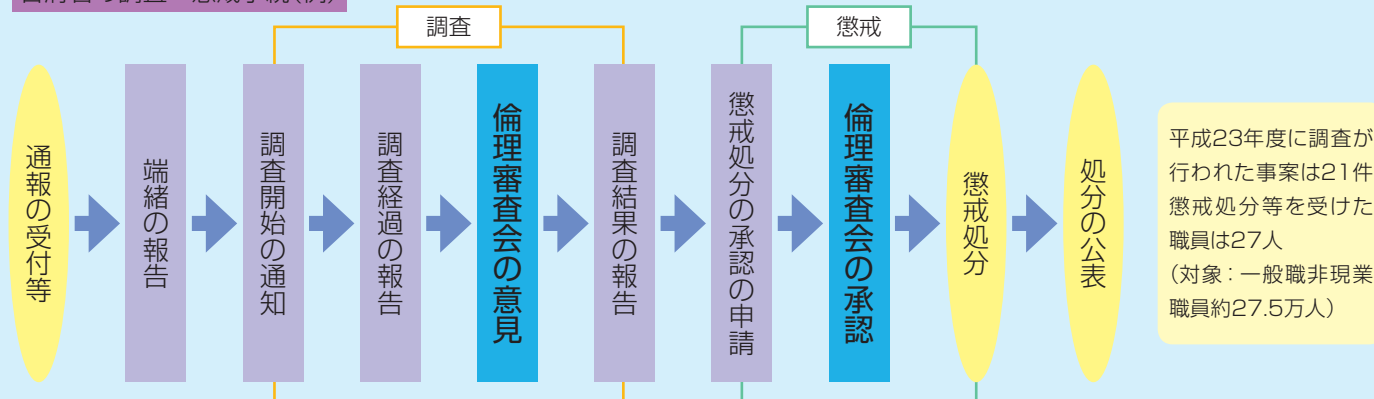 調査
懲戒
通報の受付等
端緒の報告
調査開始の通知
調査経過の報告
倫理審査会の意見
調査結果の報告
懲戒処分の承認の申請
倫理審査会の承認
懲戒処分
処分の公表
平成23年度に調査が
行われた事案は21件
懲戒処分等を受けた
職員は27人
(対象：一般職非現業
職員約27.5万人)